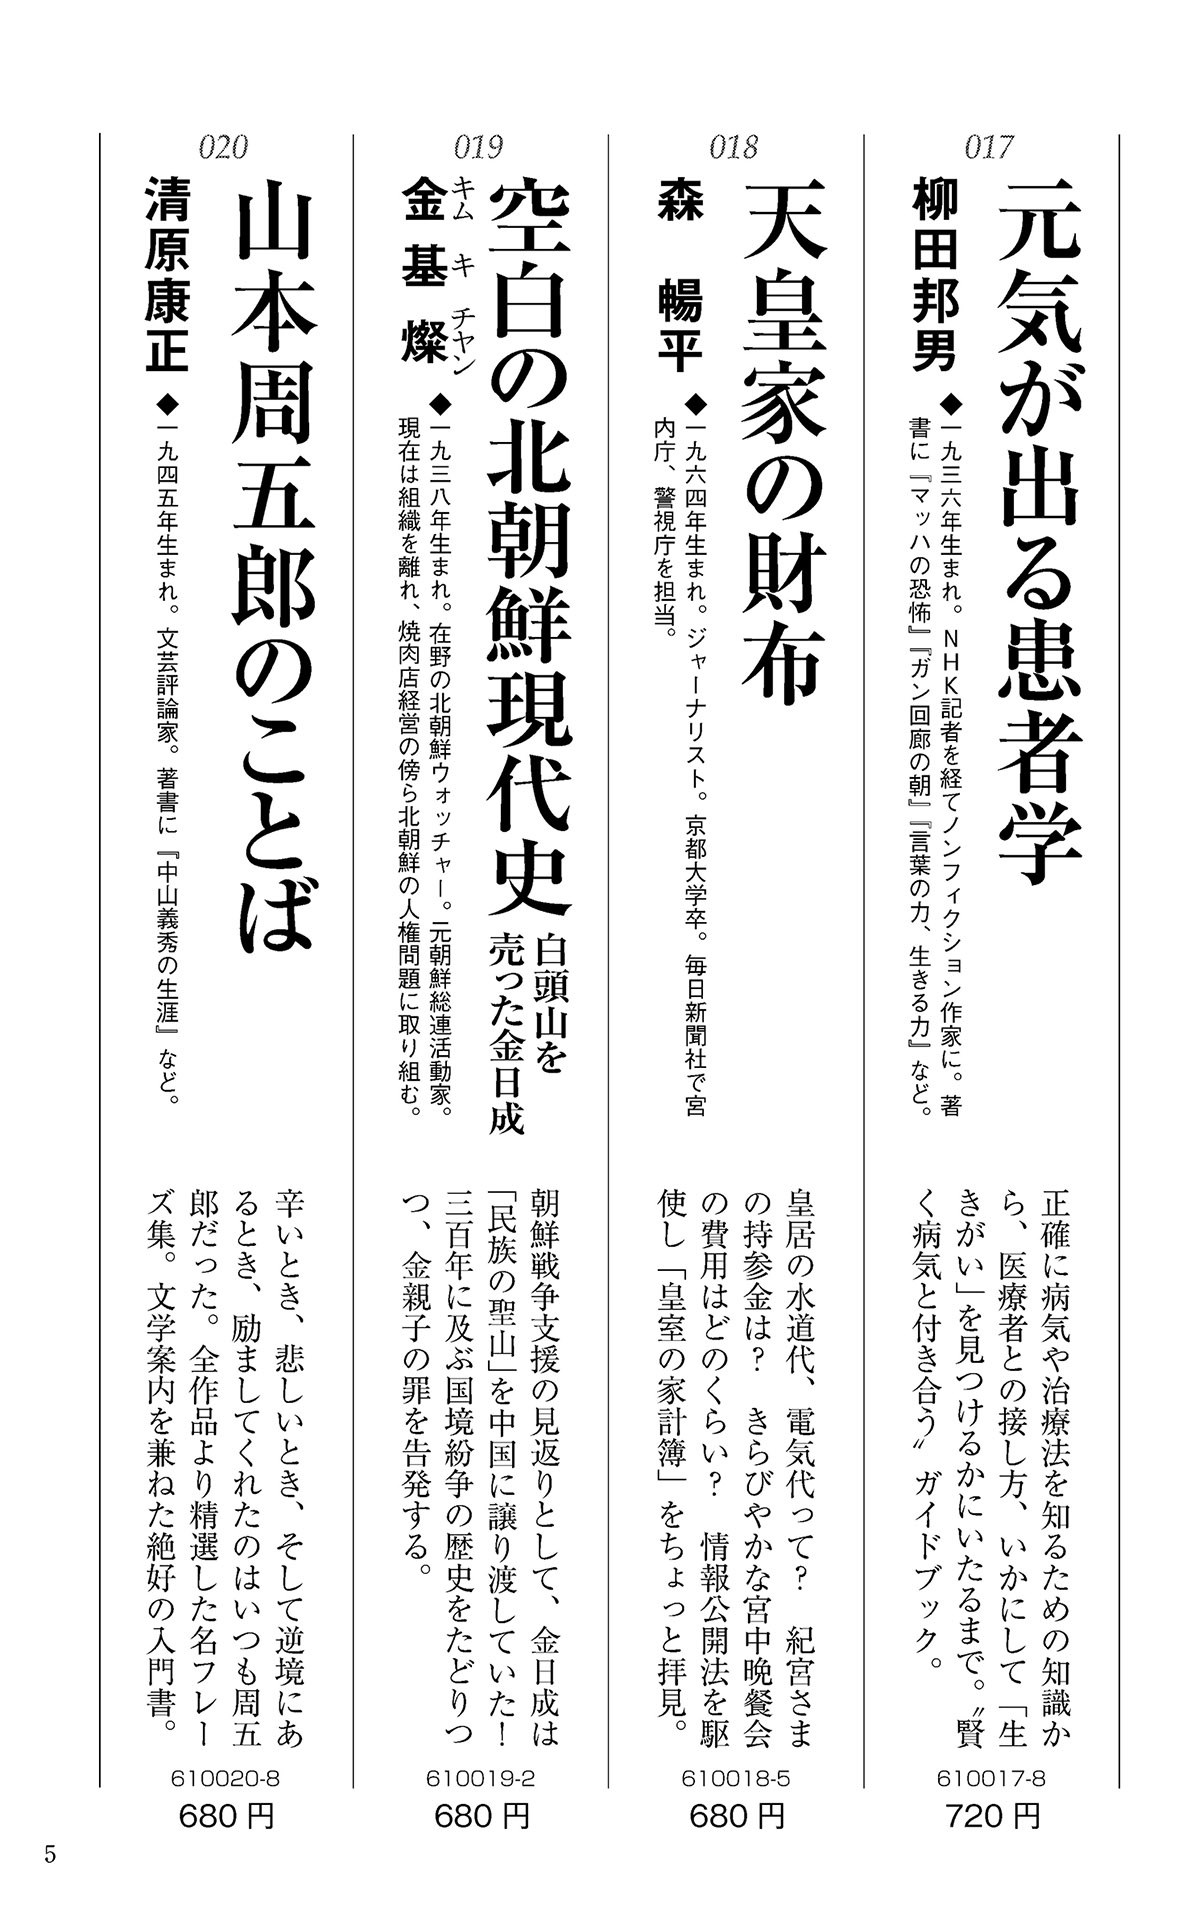 017
元気が出る患者学
柳田邦男
◆一九三六年生まれ。NHK記者を経てノンフィクション作家に。著
書に『マッハの恐怖』『ガン回廊の朝』『言葉の力、生きる力』など。
正確に病気や治療法を知るための知識か
ら、医療者との接し方、いかにして「生
きがい」を見つけるかにいたるまで。〝賢
く病気と付き合う〟ガイドブック。
610017-8
720円
018
天皇家の財布
森 暢平
◆一九六四年生まれ。ジャーナリスト。京都大学卒。毎日新聞社で宮
内庁、警視庁を担当。
皇居の水道代、電気代って? 紀宮さま
の持参金は? きらびやかな宮中晩餐会
の費用はどのくらい? 情報公開法を駆
使し「皇室の家計簿」をちょっと拝見。
610018-5
680円
019
空白の北朝鮮現代史
白頭山を
売った金日成
キム キ チャン
金基燦
◆一九三八年生まれ。在野の北朝鮮ウォッチャー。元朝鮮総連活動家。
現在は組織を離れ、焼肉店経営の傍ら北朝鮮の人権問題に取り組む。
朝鮮戦争支援の見返りとして、金日成は
「民族の聖山」を中国に譲り渡していた!
三百年に及ぶ国境紛争の歴史をたどりつ
つ、金親子の罪を告発する。
610019-2
680円
020
山本周五郎のことば
清原康正
◆一九四五年生まれ。文芸評論家。著書に『中山義秀の生涯』など。
辛いとき、悲しいとき、そして逆境にあ
るとき、励ましてくれたのはいつも周五
郎だった。全作品より精選した名フレー
ズ集。文学案内を兼ねた絶好の入門書。
610020-8
680円
5